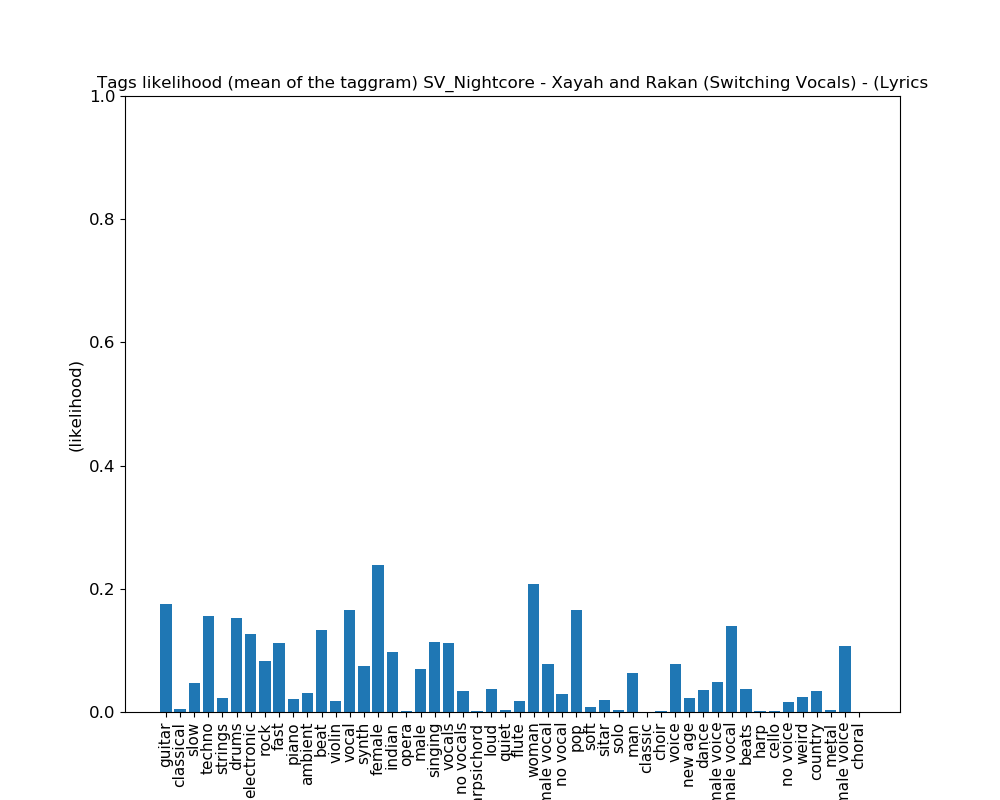 Tags likelihood (mean of the taggram) SV_Nightcore - Xayah and Rakan (Switching Vocals) - (Lyrics
1.0
0.8
0.6
0.4
0.2
0.0
(likelihood)
guitar
classical
slow
techno
strings
drums
electronic
rock
fast
piano
ambient
beat
violin
vocal
synth
female
indian
opera
male
singing
vocals
no vocals
arpsichord
loud
quiet
flute
woman
male vocal
no vocal
pop
soft
sitar
solo
man
classic
choir
voice
new age
dance
male voice
male vocal
beats
harp
cello
no voice
weird
country
metal
male voice
choral